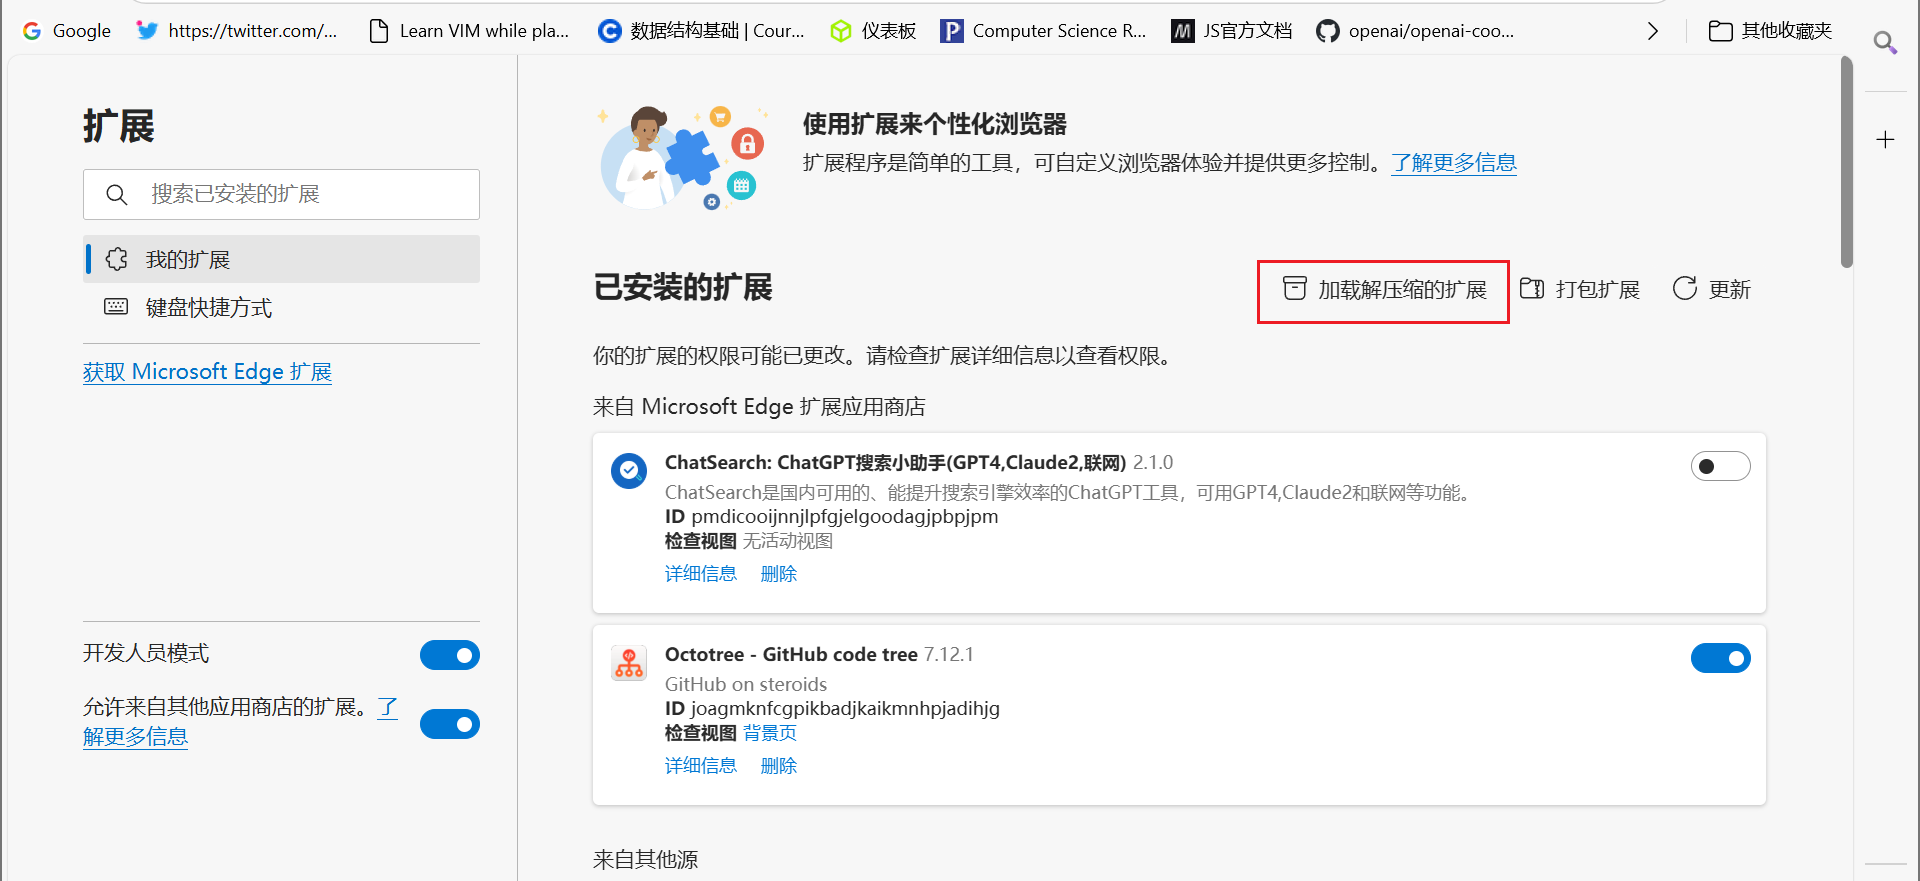 Google
https://twitter.com/...
Learn VIM while pla...
数据结构基础 | Cour...
仪表板
Computer Science R...
JS官方文档
openai/openai-coo...
其他收藏夹
扩展
搜索已安装的扩展
我的扩展
键盘快捷方式
获取 Microsoft Edge 扩展
开发人员模式
允许来自其他应用商店的扩展。了
解更多信息
使用扩展来个性化浏览器
扩展程序是简单的工具，可自定义浏览器体验并提供更多控制。了解更多信息
已安装的扩展
加载解压缩的扩展
打包扩展
更新
你的扩展的权限可能已更改。请检查扩展详细信息以查看权限。
来自 Microsoft Edge 扩展应用商店
ChatSearch: ChatGPT搜索小助手(GPT4,Claude2,联网) 2.1.0
ChatSearch是国内可用的、能提升搜索引擎效率的ChatGPT工具，可用GPT4,Claude2和联网等功能。
ID pmdicooijnnjlpfgjelgoodagjpbpjpm
检查视图 无活动视图
详细信息 删除
Octotree - GitHub code tree 7.12.1
GitHub on steroids
ID joagmknfcgpikbadjkaikmnhpjadihjg
检查视图 背景页
详细信息 删除
来自其他源